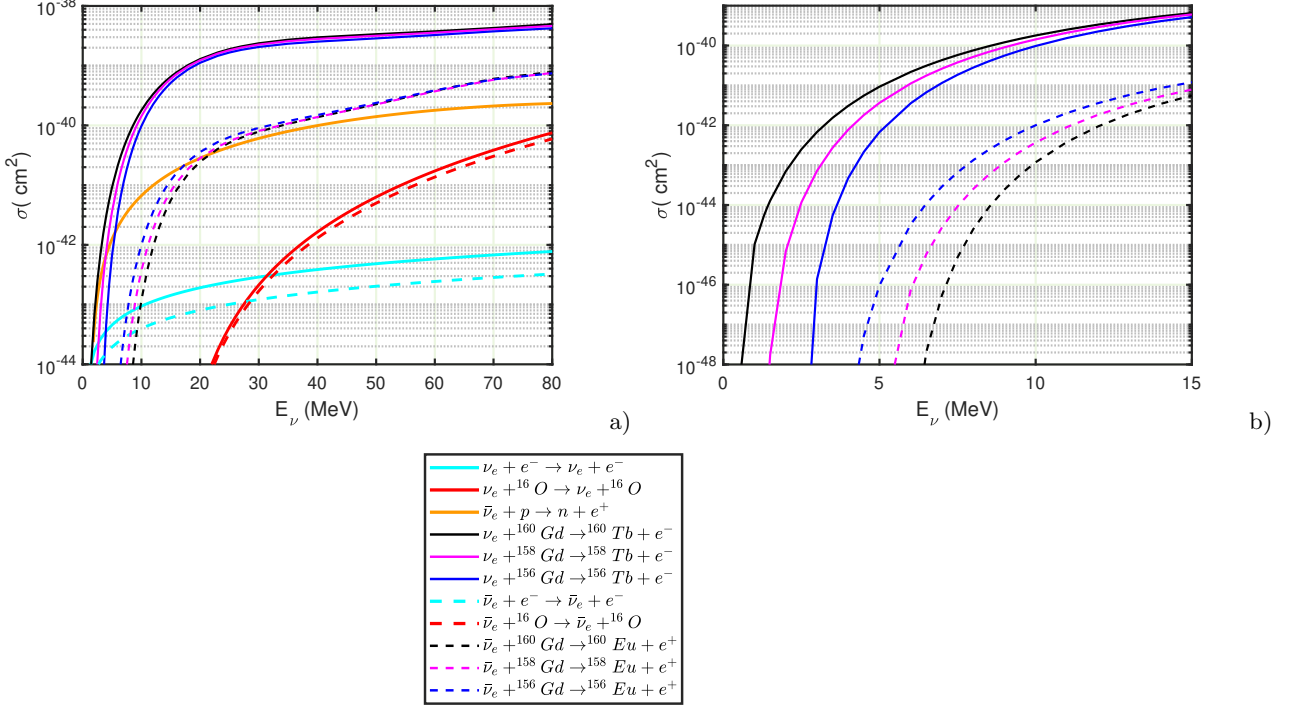 10^-38
10^-40
10^-42
10^-44
σ( cm^2)
0 10 20 30 40 50 60 70 80
E_ν (MeV)
a)
10^-40
10^-42
10^-44
10^-46
10^-48
σ( cm^2)
0 5 10 15
E_ν (MeV)
b)
ν_e + e^- → ν_e + e^-
ν_e +^16 O → ν_e +^16 O
ν̄_e + p → n + e^+
ν_e +^160 Gd →^160 Tb + e^-
ν_e +^158 Gd →^158 Tb + e^-
ν_e +^156 Gd →^156 Tb + e^-
ν̄_e + e^- → ν̄_e + e^-
ν̄_e +^16 O → ν̄_e +^16 O
ν̄_e +^160 Gd →^160 Eu + e^+
ν̄_e +^158 Gd →^158 Eu + e^+
ν̄_e +^156 Gd →^156 Eu + e^+